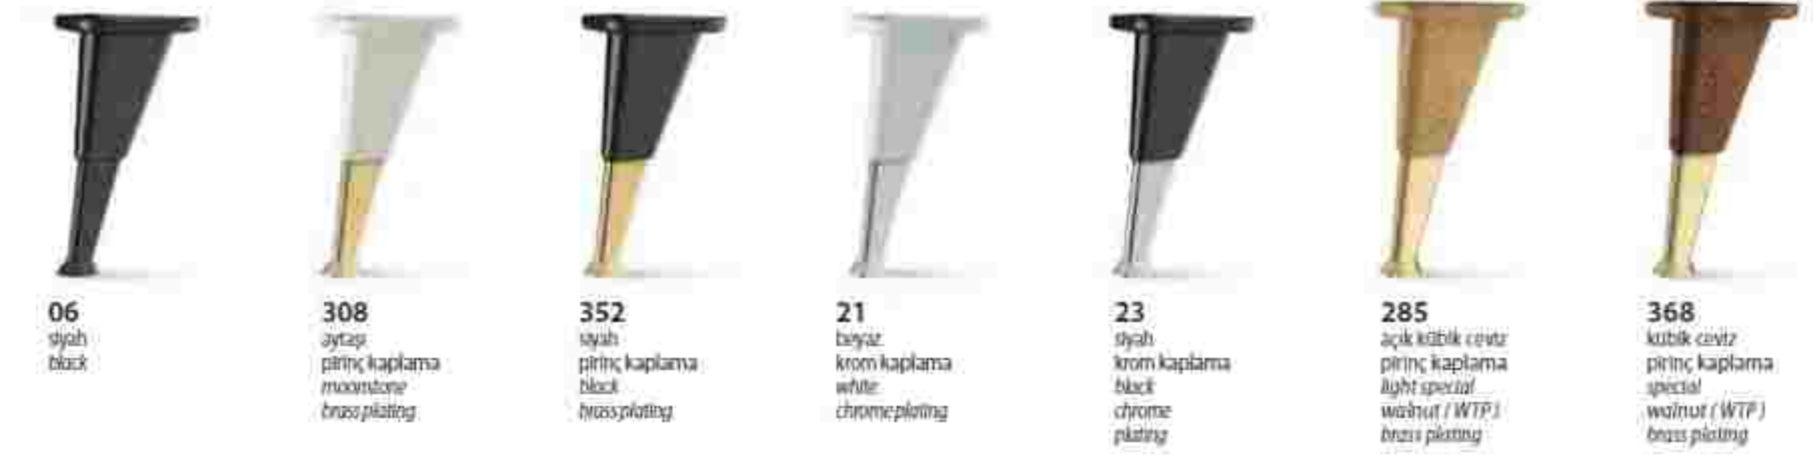 06
siyah
black
308
aytaşı
pirinç kaplama
moonstone
brass plating
352
siyah
pirinç kaplama
black
brass plating
21
beyaz
krom kaplama
white
chrome plating
23
siyah
krom kaplama
black
chrome
plating
285
açık kübik ceviz
pirinç kaplama
light special
walnut ( WTP )
brass plating
368
kübik ceviz
pirinç kaplama
special
walnut ( WTP )
brass plating